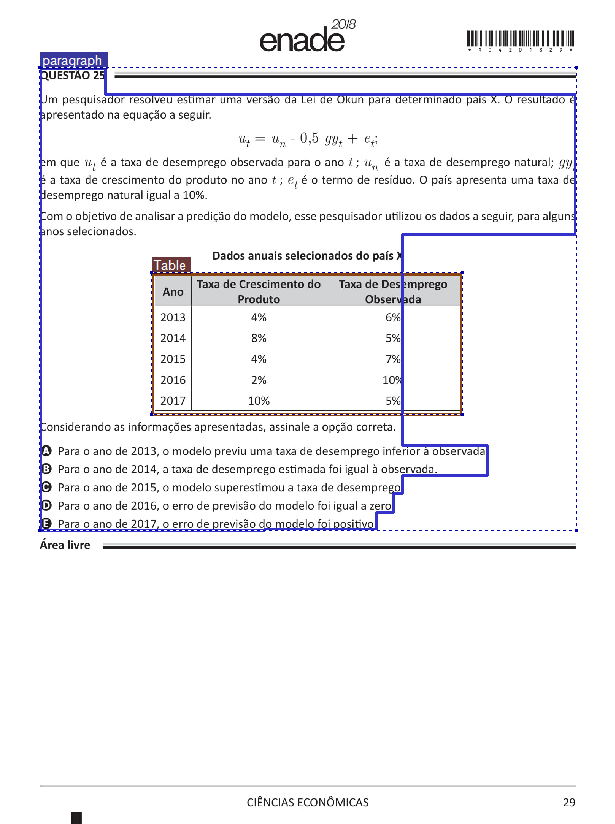 enade 2018
*R0420182 9*
paragraph
QUESTÃO 25
Um pesquisador resolveu estimar uma versão da Lei de Okun para determinado país X. O resultado é
apresentado na equação a seguir.
u_t = u_n - 0,5 gy_t + e_t;
em que u_t é a taxa de desemprego observada para o ano t ; u_n é a taxa de desemprego natural; gy_t
é a taxa de crescimento do produto no ano t ; e_t é o termo de resíduo. O país apresenta uma taxa de
desemprego natural igual a 10%.
Com o objetivo de analisar a predição do modelo, esse pesquisador utilizou os dados a seguir, para alguns
anos selecionados.
Dados anuais selecionados do país X
Table
Ano Taxa de Crescimento do Produto Taxa de Desemprego Observada
2013 4% 6%
2014 8% 5%
2015 4% 7%
2016 2% 10%
2017 10% 5%
Considerando as informações apresentadas, assinale a opção correta.
A Para o ano de 2013, o modelo previu uma taxa de desemprego inferior à observada.
B Para o ano de 2014, a taxa de desemprego estimada foi igual à observada.
C Para o ano de 2015, o modelo superestimou a taxa de desemprego.
D Para o ano de 2016, o erro de previsão do modelo foi igual a zero.
E Para o ano de 2017, o erro de previsão do modelo foi positivo.
Área livre
CIÊNCIAS ECONÔMICAS 29